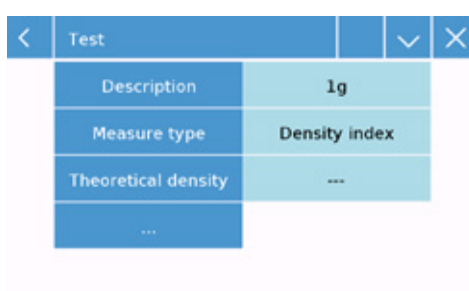 Test
Description 1g
Measure type Density index
Theoretical density ---
...